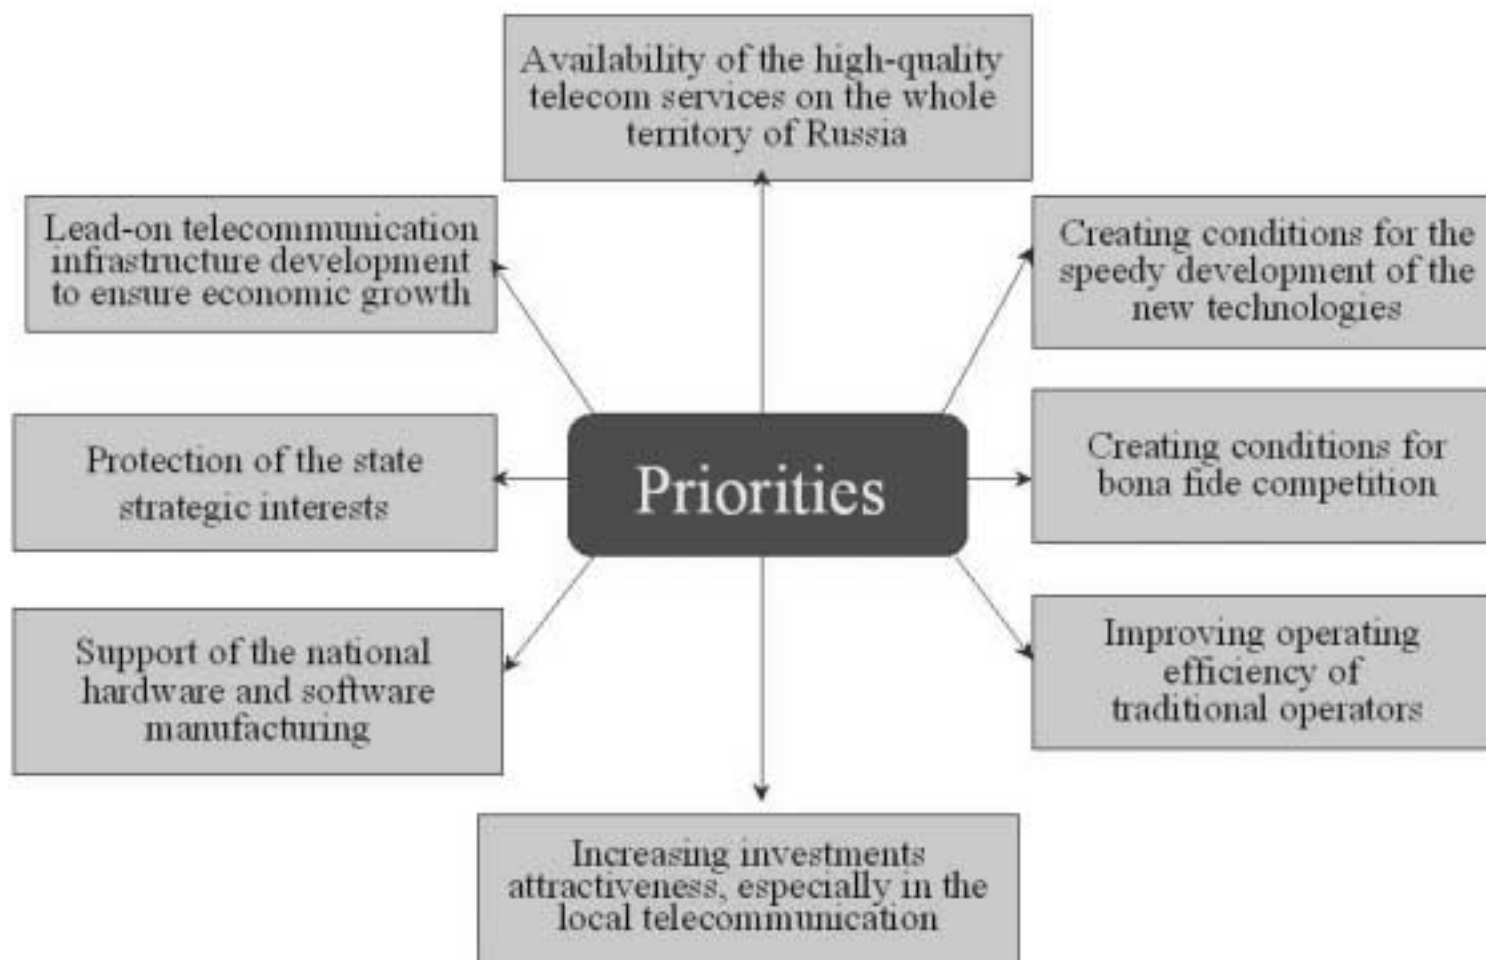 Availability of the high-quality
telecom services on the whole
territory of Russia
Lead-on telecommunication
infrastructure development
to ensure economic growth
Creating conditions for the
speedy development of the
new technologies
Protection of the state
strategic interests
Priorities
Creating conditions for
bona fide competition
Support of the national
hardware and software
manufacturing
Improving operating
efficiency of
traditional operators
Increasing investments
attractiveness, especially in the
local telecommunication